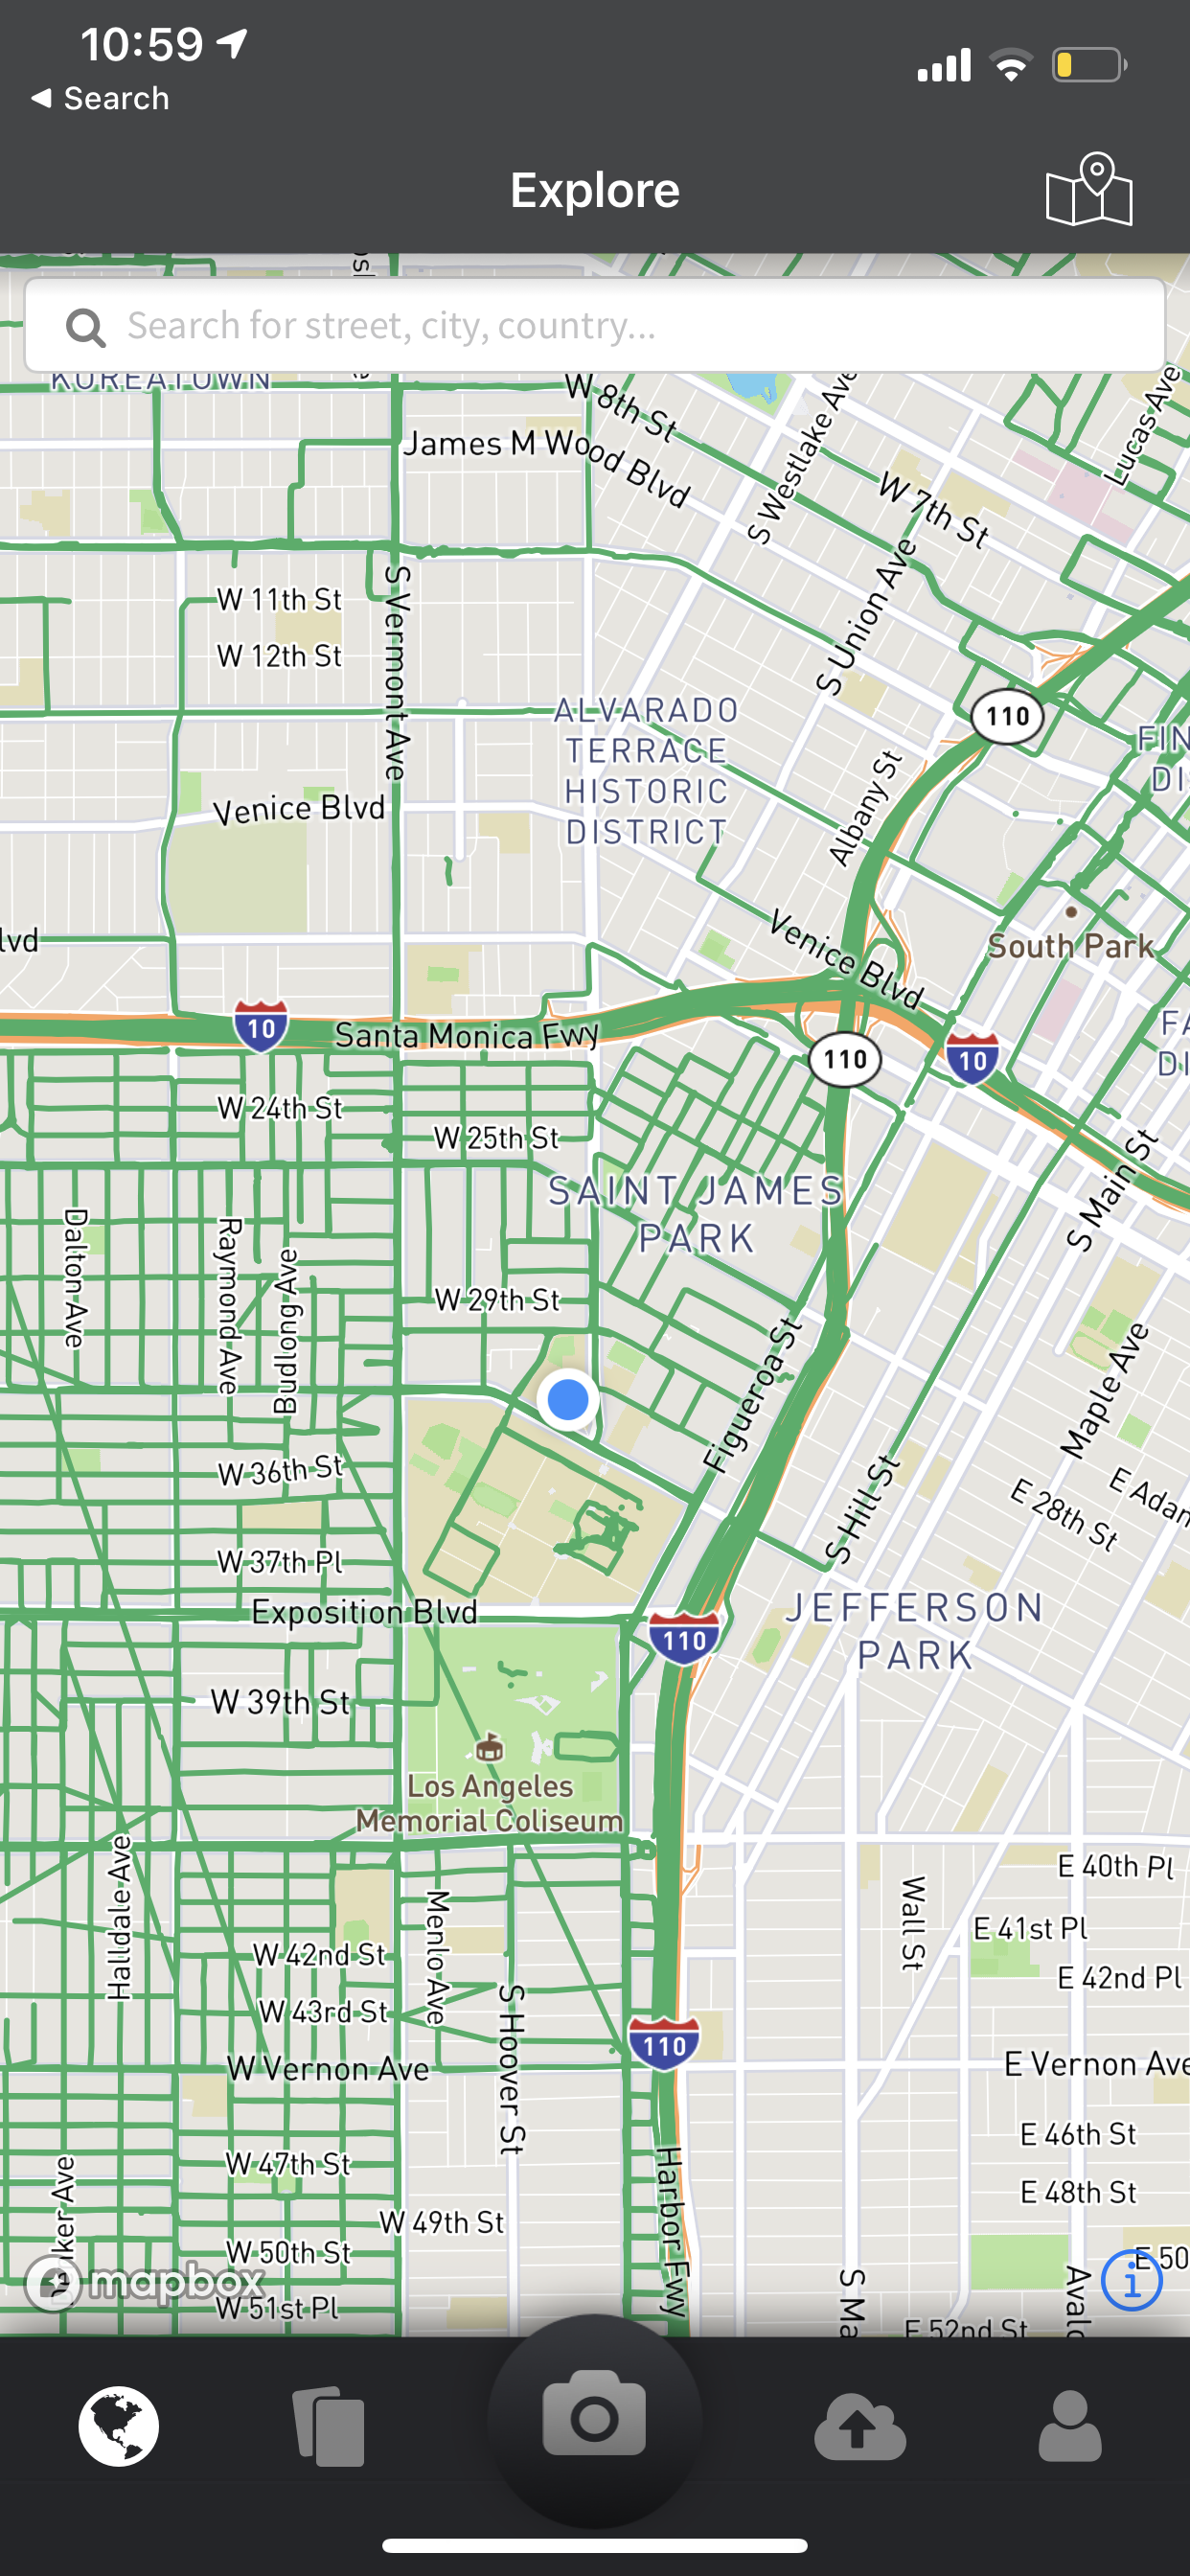 10:59
Search
Explore
Search for street, city, country...
KOREATOWN
W 8th St
Lucas Ave
James M Wood Blvd
S Westlake Ave
W 7th St
W 11th St
S Vermont Ave
S Union Ave
W 12th St
ALVARADO
TERRACE
HISTORIC
DISTRICT
110
FIN
DI
Venice Blvd
Albany St
lvd
Venice Blvd
South Park
10
Santa Monica Fwy
110
10
FA
DI
W 24th St
W 25th St
S Main St
SAINT JAMES
PARK
Dalton Ave
Raymond Ave
Budlong Ave
W 29th St
Figueroa St
Maple Ave
W 36th St
S Hill St
E 28th St
E Adam
W 37th Pl
Exposition Blvd
110
JEFFERSON
PARK
W 39th St
Los Angeles
Memorial Coliseum
Halldale Ave
E 40th Pl
Menlo Ave
Wall St
E 41st Pl
W 42nd St
E 42nd Pl
W 43rd St
S Hoover St
110
W Vernon Ave
E Vernon Ave
E 46th St
W 47th St
Harbor Fwy
E 48th St
W 49th St
W 50th St
E 50
mapbox
W 51st Pl
S Ma
Avalo
E 52nd St